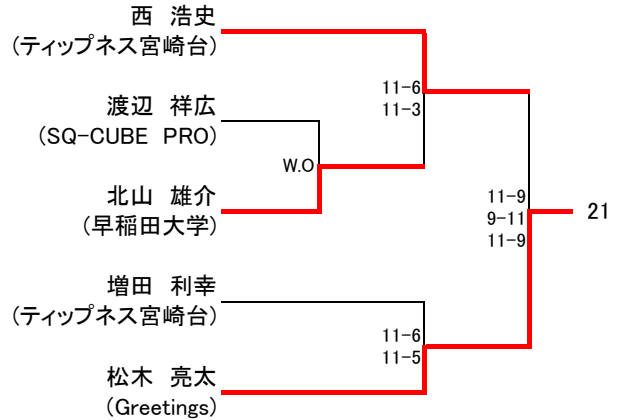 西 浩史
(ティップネス宮崎台)
渡辺 祥広
(SQ-CUBE PRO)
北山 雄介
(早稲田大学)
増田 利幸
(ティップネス宮崎台)
松木 亮太
(Greetings)
W.O
11-6
11-3
11-6
11-5
11-9
9-11
11-9
21